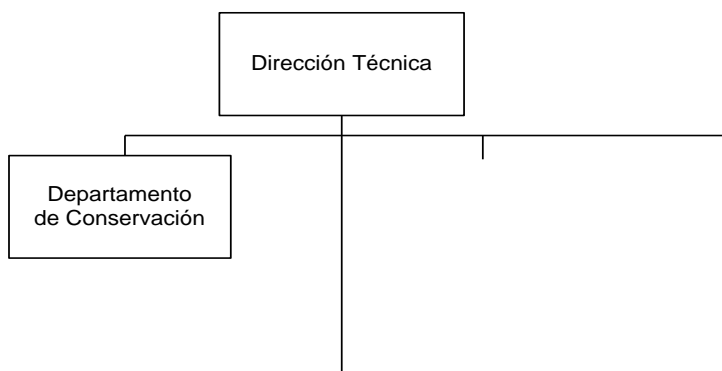 Dirección Técnica
Departamento
de Conservación